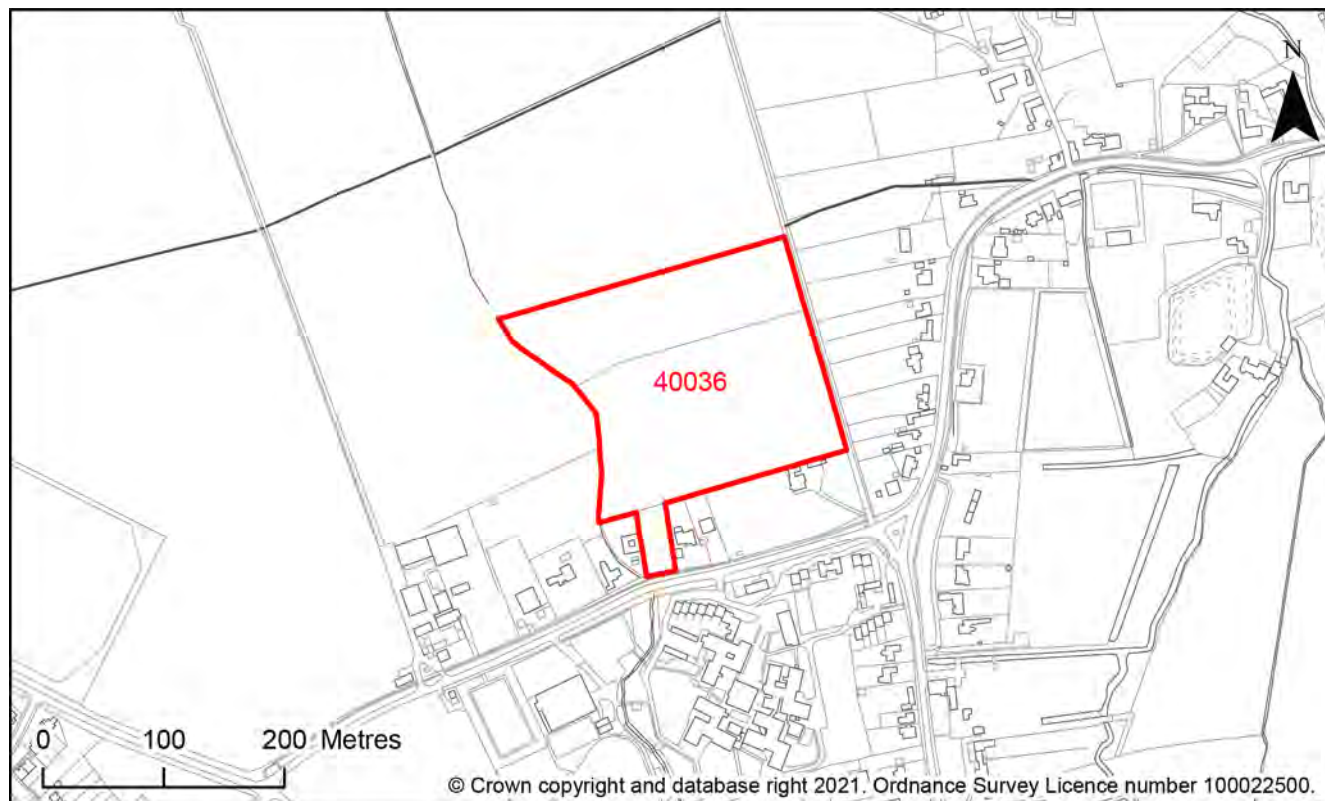 N
40036
0 100 200 Metres
© Crown copyright and database right 2021. Ordnance Survey Licence number 100022500.